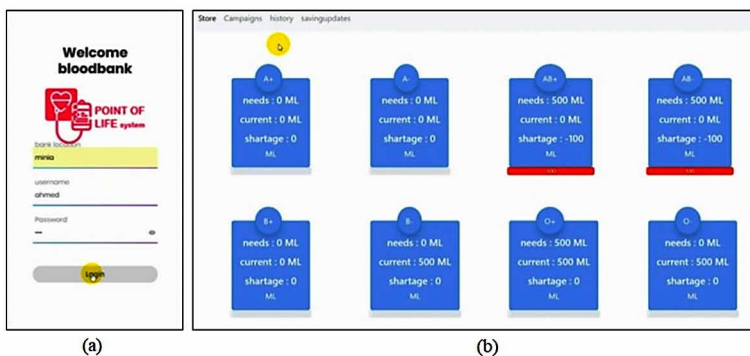 Welcome
bloodbank
POINT OF
LIFE system
bank location
minia
username
ahmed
Password
Login
(a)
Store Campaigns history savingupdates
A+
needs : 0 ML
current : 0 ML
shartage : 0
ML
A-
needs : 0 ML
current : 0 ML
shartage : 0
ML
AB+
needs : 500 ML
current : 0 ML
shartage : -100
ML
AB-
needs : 500 ML
current : 0 ML
shartage : -100
ML
B+
needs : 0 ML
current : 0 ML
shartage : 0
ML
B-
needs : 0 ML
current : 500 ML
shartage : 0
ML
O+
needs : 500 ML
current : 500 ML
shartage : 0
ML
O-
needs : 0 ML
current : 500 ML
shartage : 0
ML
(b)